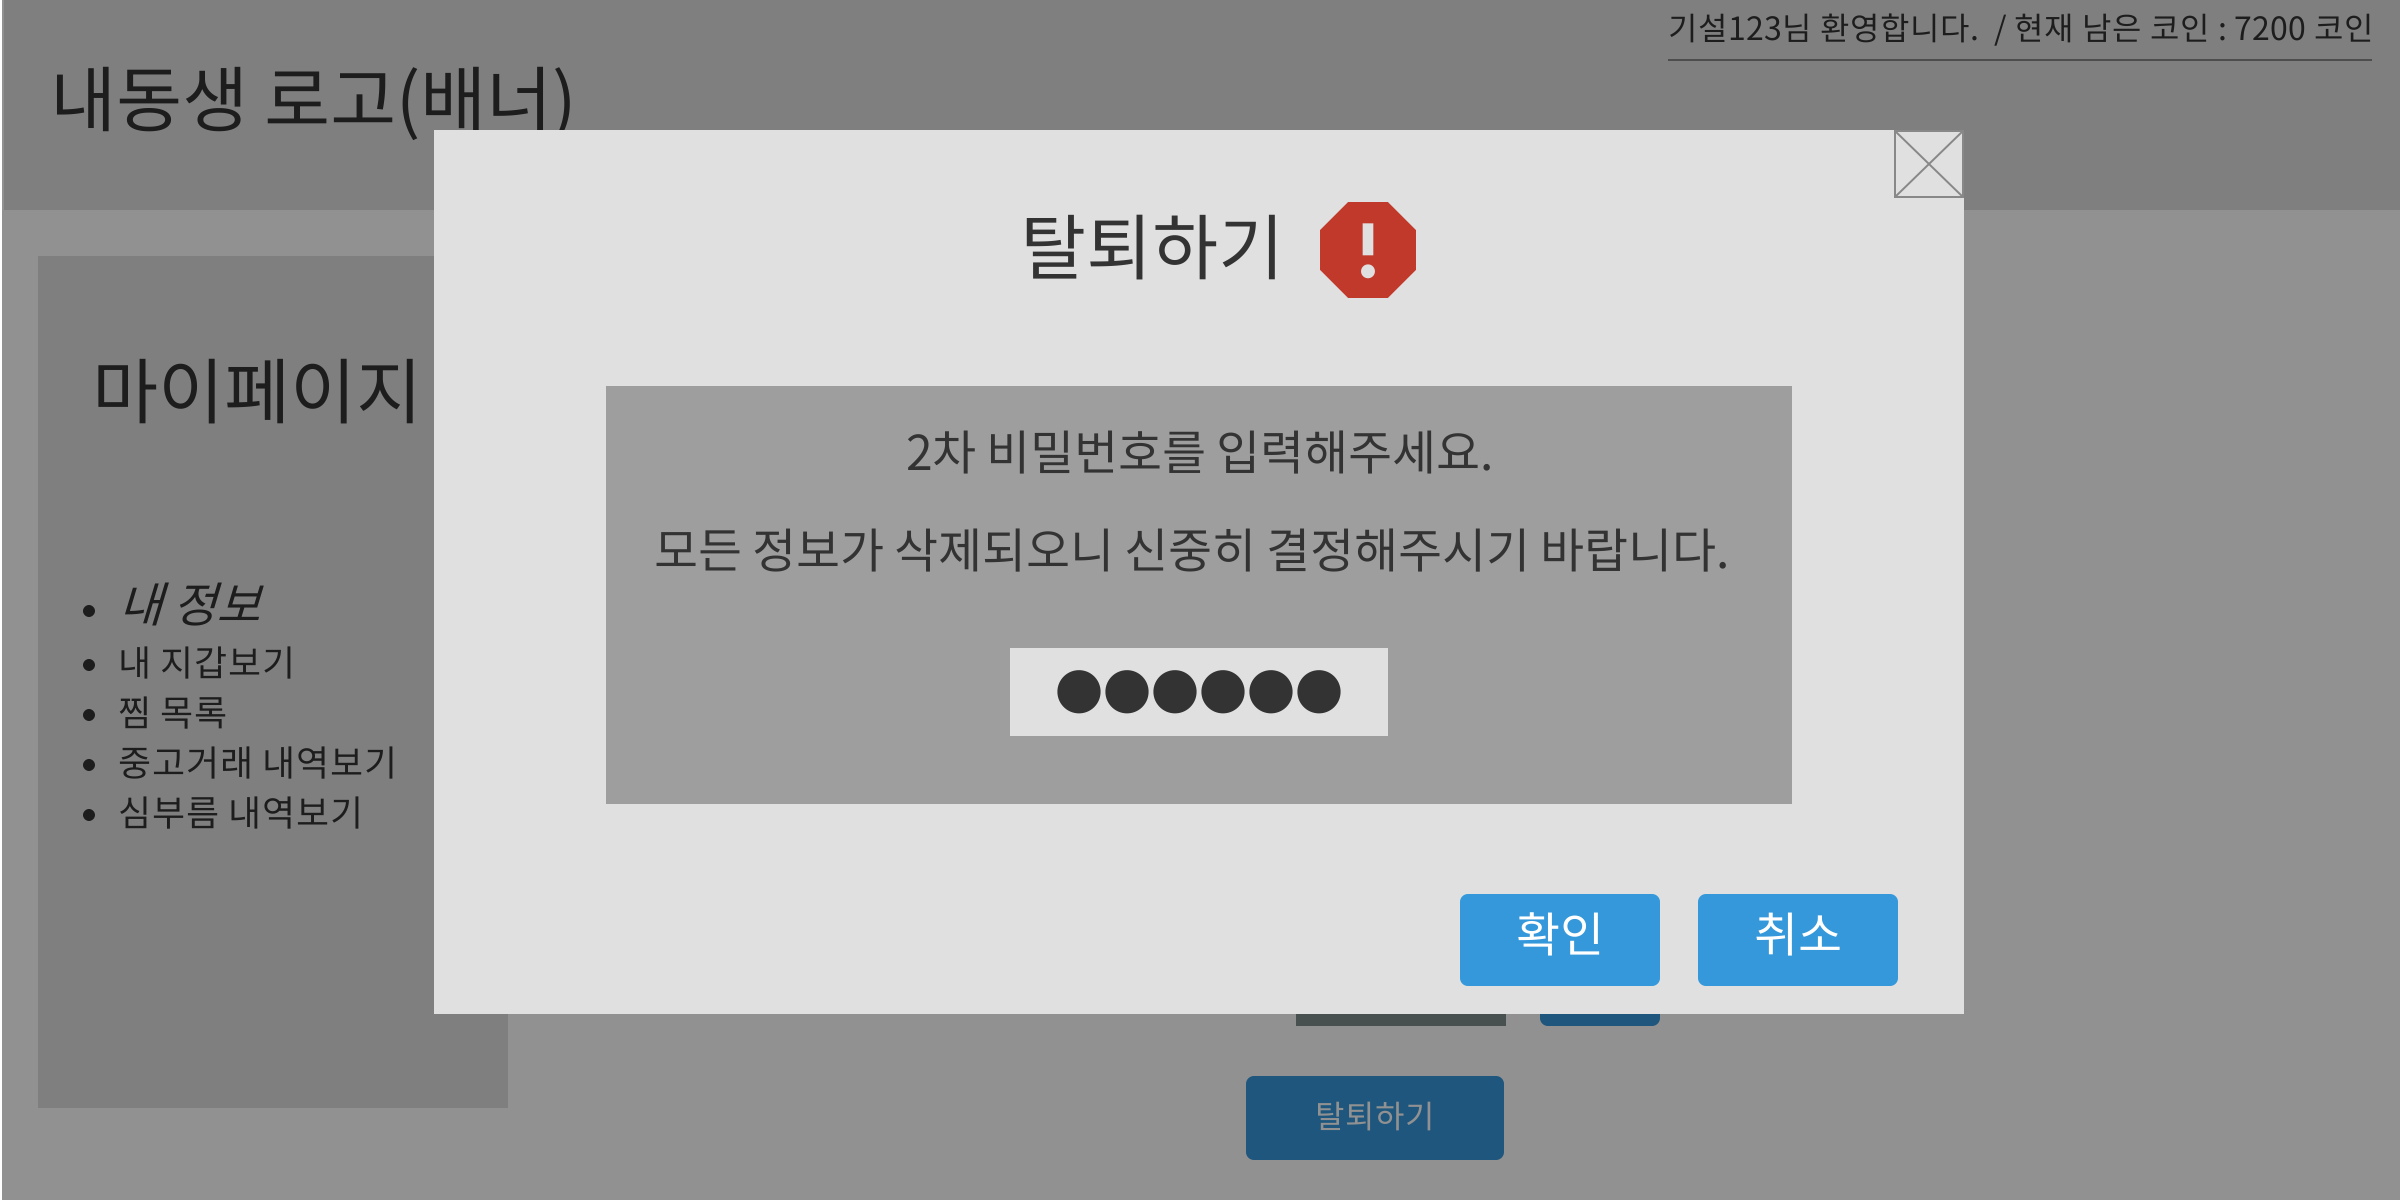 기설123님 환영합니다. / 현재 남은 코인 : 7200 코인
내동생 로고(배너)
탈퇴하기
마이페이지
2차 비밀번호를 입력해주세요.
모든 정보가 삭제되오니 신중히 결정해주시기 바랍니다.
• 내 정보
• 내 지갑보기
• 찜 목록
• 중고거래 내역보기
• 심부름 내역보기
●●●●●●
확인 취소
탈퇴하기